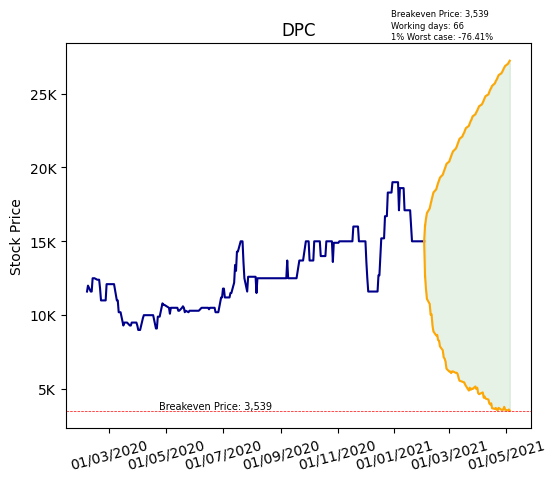 Breakeven Price: 3,539
Working days: 66
1% Worst case: -76.41%
DPC
Stock Price
25K
20K
15K
10K
5K
Breakeven Price: 3,539
01/03/2020
01/05/2020
01/07/2020
01/09/2020
01/11/2020
01/01/2021
01/03/2021
01/05/2021